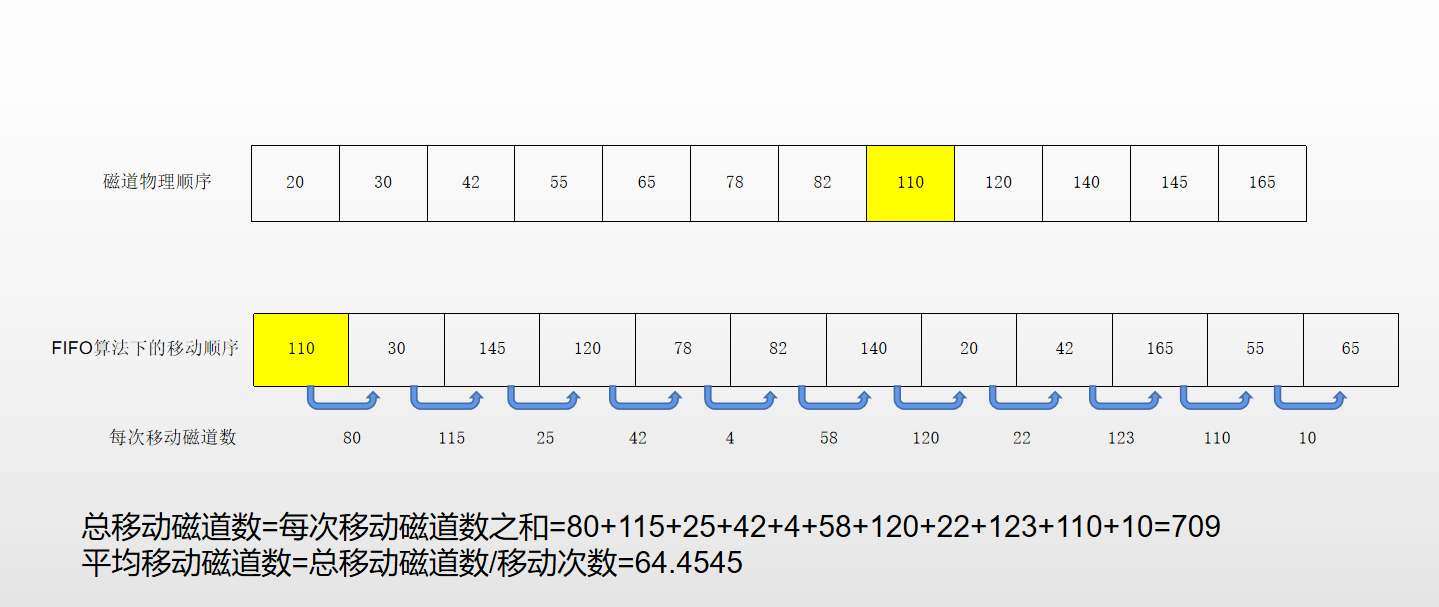 磁道物理顺序 20 30 42 55 65 78 82 110 120 140 145 165
FIFO算法下的移动顺序 110 30 145 120 78 82 140 20 42 165 55 65
每次移动磁道数 80 115 25 42 4 58 120 22 123 110 10
总移动磁道数=每次移动磁道数之和=80+115+25+42+4+58+120+22+123+110+10=709
平均移动磁道数=总移动磁道数/移动次数=64.4545